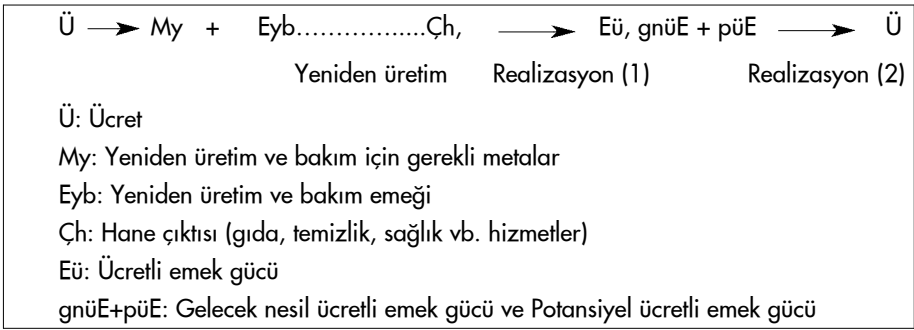 Ü → My + Eyb.................Çh, → Eü, gnüE + püE → Ü
Yeniden üretim Realizasyon (1) Realizasyon (2)
Ü: Ücret
My: Yeniden üretim ve bakım için gerekli metalar
Eyb: Yeniden üretim ve bakım emeği
Çh: Hane çıktısı (gıda, temizlik, sağlık vb. hizmetler)
Eü: Ücretli emek gücü
gnüE+püE: Gelecek nesil ücretli emek gücü ve Potansiyel ücretli emek gücü